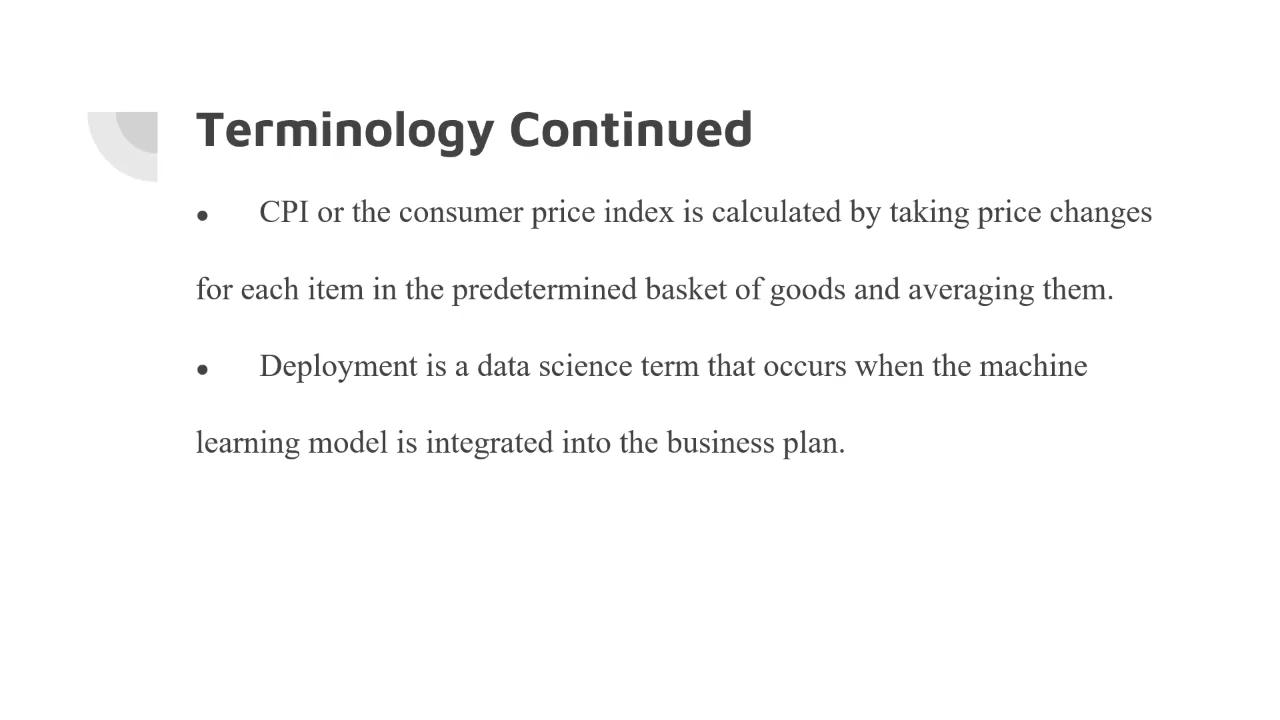 Terminology Continued
● CPI or the consumer price index is calculated by taking price changes
for each item in the predetermined basket of goods and averaging them.
● Deployment is a data science term that occurs when the machine
learning model is integrated into the business plan.